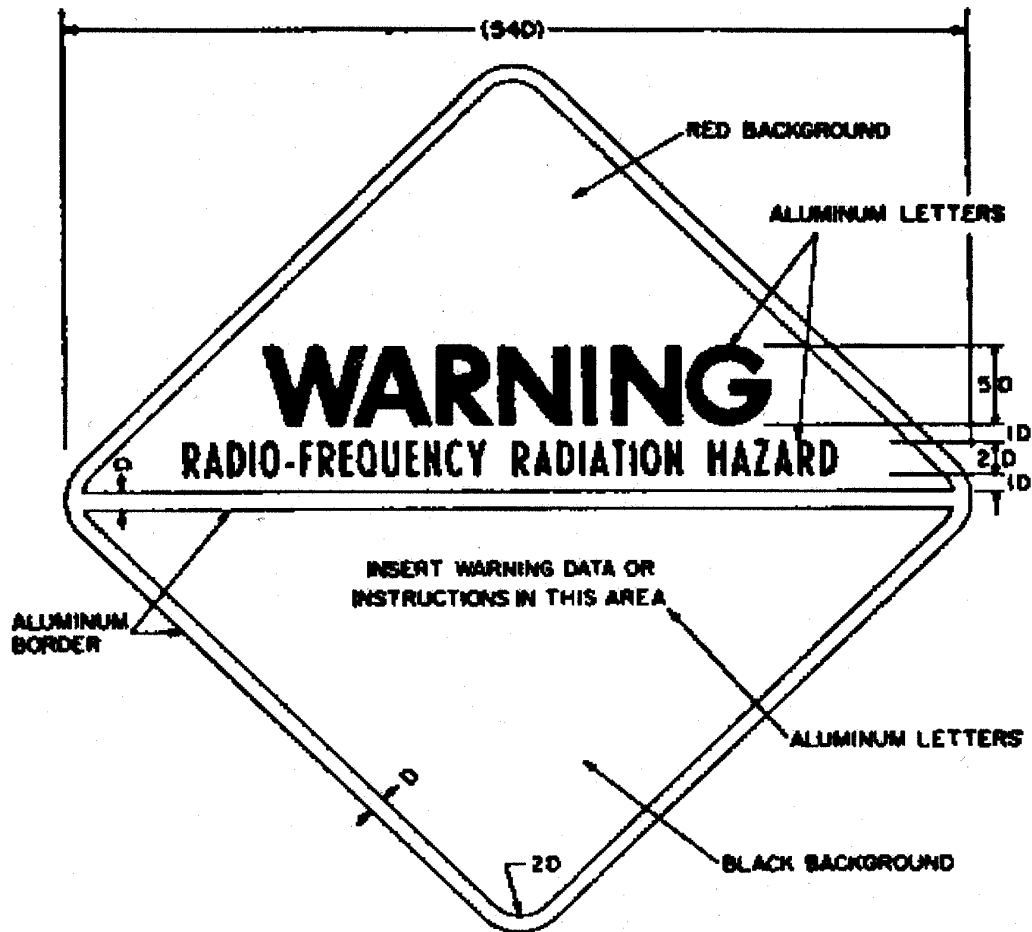 (54D)
RED BACKGROUND
ALUMINUM LETTERS
WARNING
5D
1D
RADIO-FREQUENCY RADIATION HAZARD
2D
D
1D
INSERT WARNING DATA OR
INSTRUCTIONS IN THIS AREA
ALUMINUM
BORDER
ALUMINUM LETTERS
D
2D
BLACK BACKGROUND